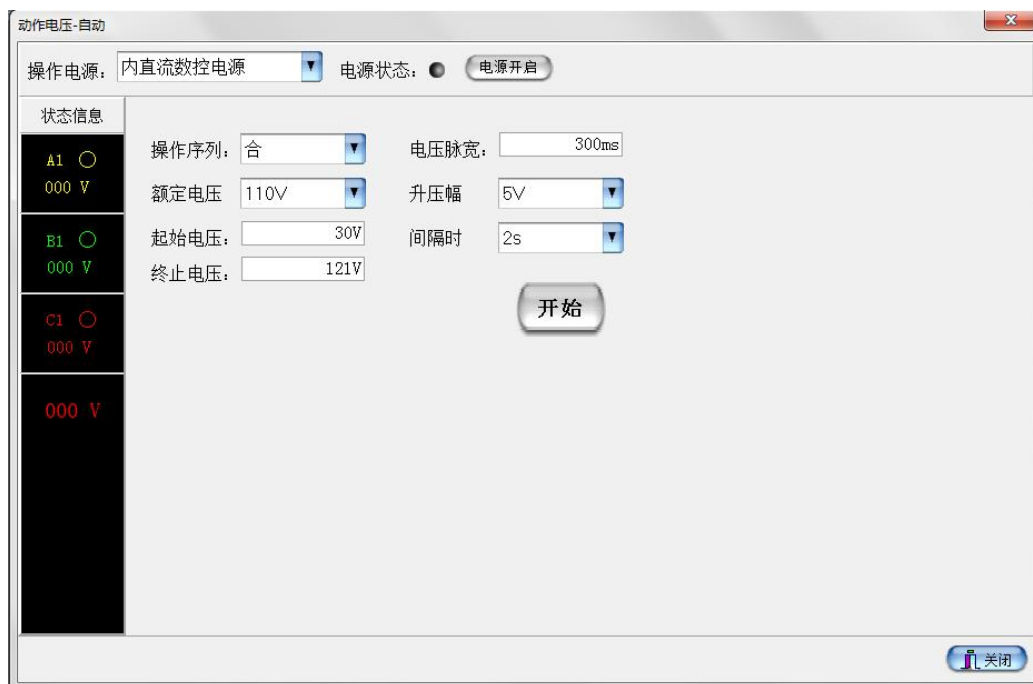 动作电压-自动
操作电源： 内直流数控电源 电源状态： 电源开启
状态信息
A1
000 V
B1
000 V
C1
000 V
000 V
操作序列： 合 电压脉宽： 300ms
额定电压 110V 升压幅 5V
起始电压： 30V 间隔时 2s
终止电压： 121V
开始
关闭